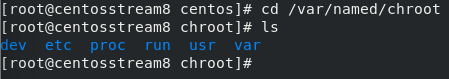 [root@centosstream8 centos]# cd /var/named/chroot
[root@centosstream8 chroot]# ls
dev  etc  proc  run  usr  var
[root@centosstream8 chroot]#